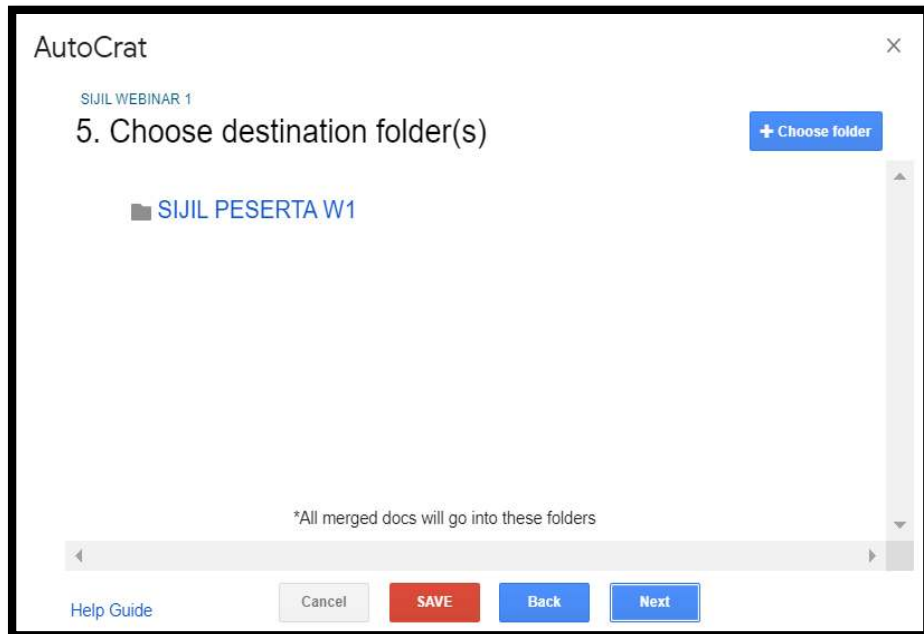 AutoCrat
SIJIL WEBINAR 1
5. Choose destination folder(s)
+ Choose folder
SIJIL PESERTA W1
*All merged docs will go into these folders
Help Guide
Cancel
SAVE
Back
Next